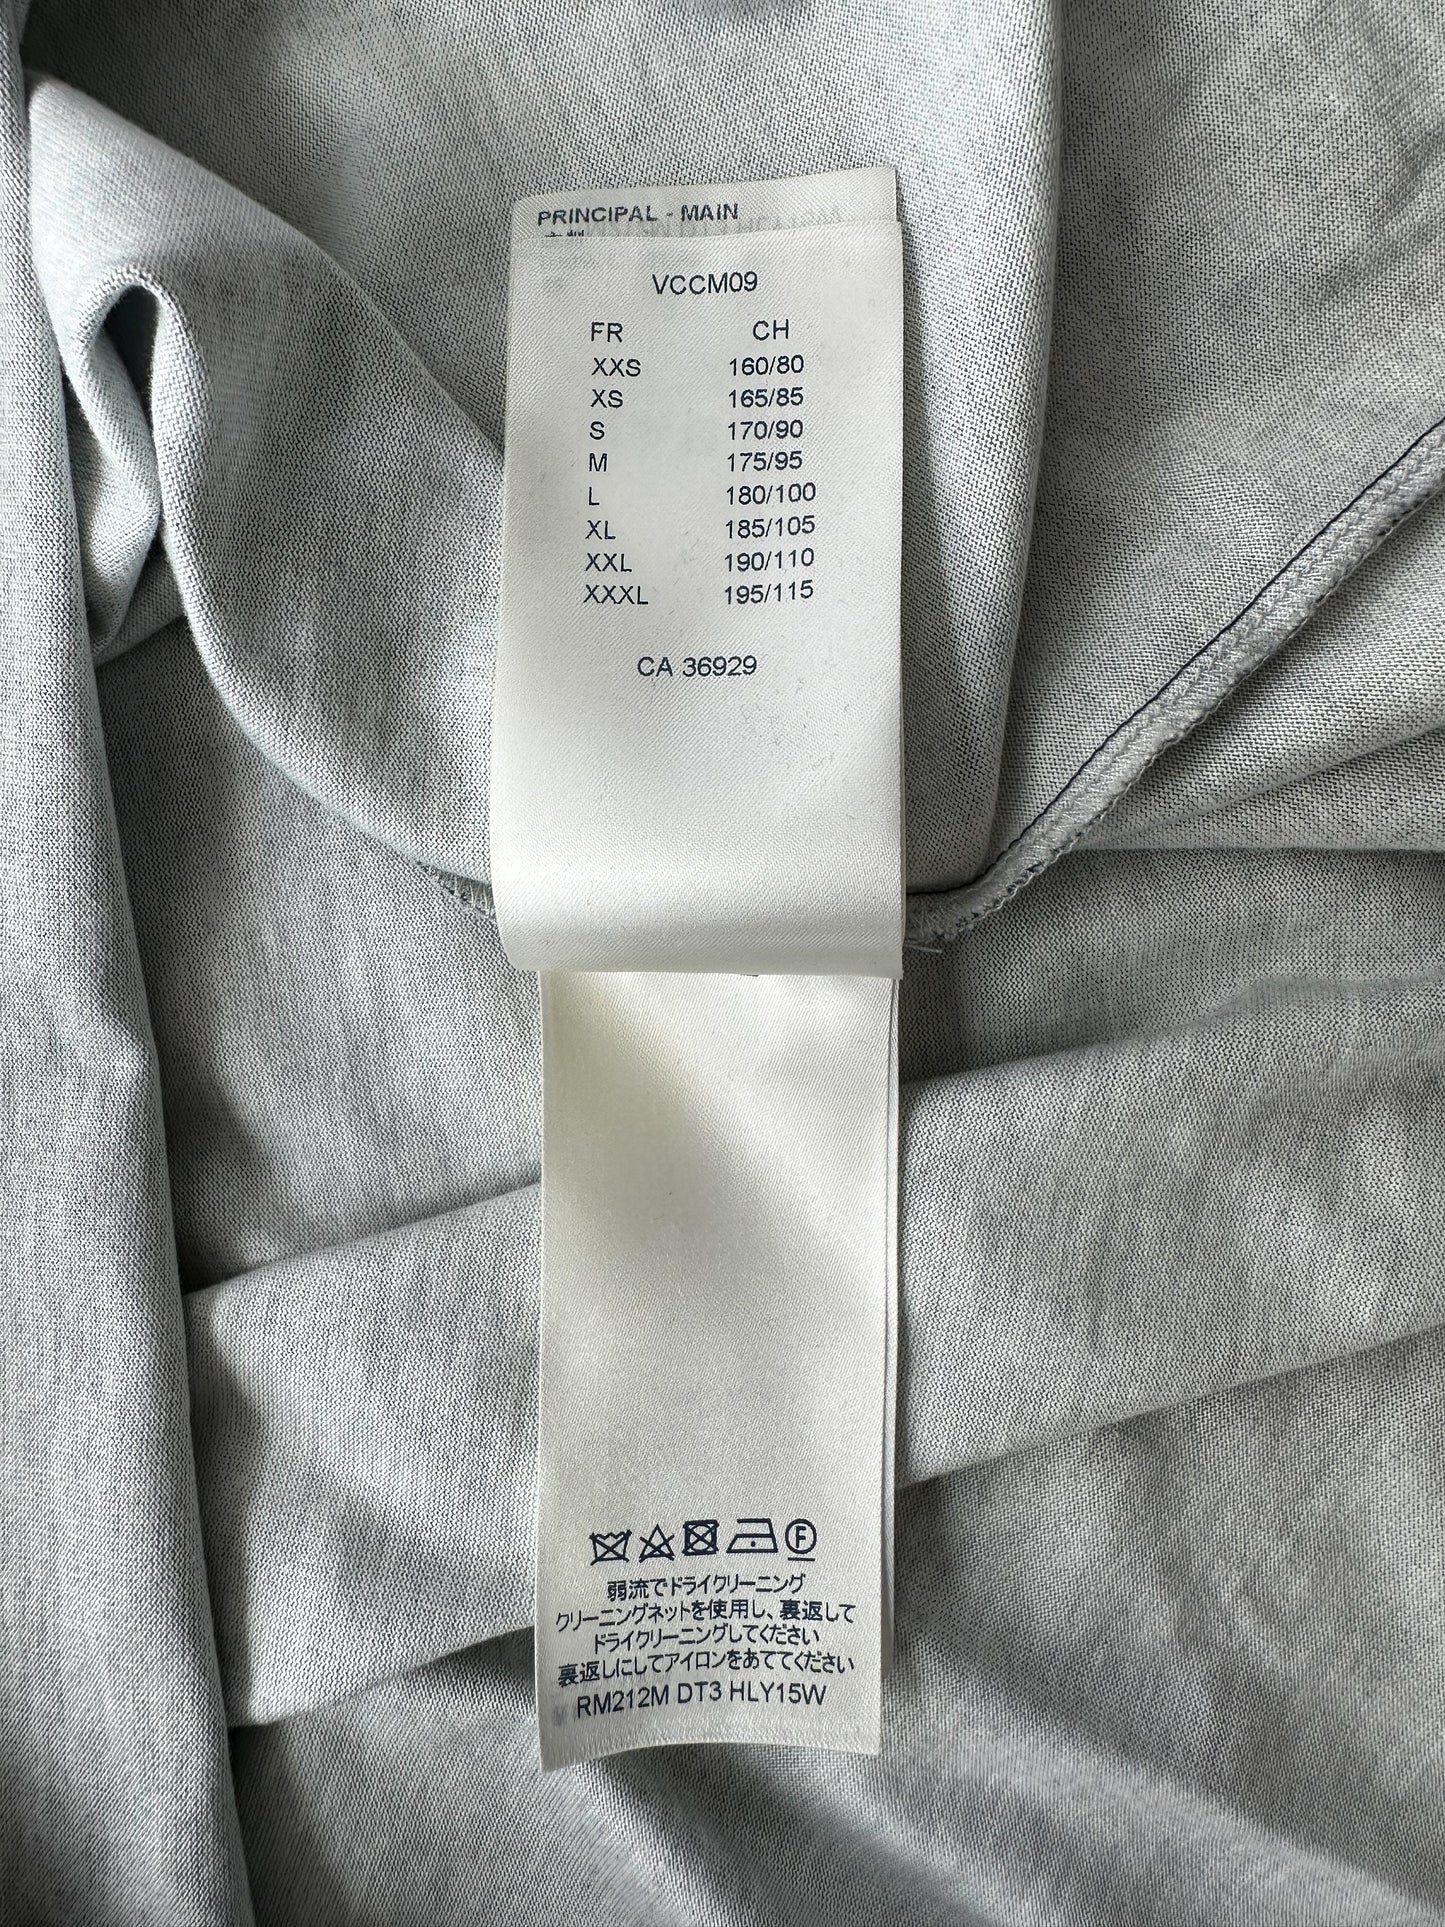 PRINCIPAL - MAIN
VCCM09
FR CH
XXS 160/80
XS 165/85
S 170/90
M 175/95
L 180/100
XL 185/105
XXL 190/110
XXXL 195/115
CA 36929
弱流でドライクリーニング
クリーニングネットを使用し、裏返して
ドライクリーニングしてください
裏返しにしてアイロンをあててください
RM212M DT3 HLY15W